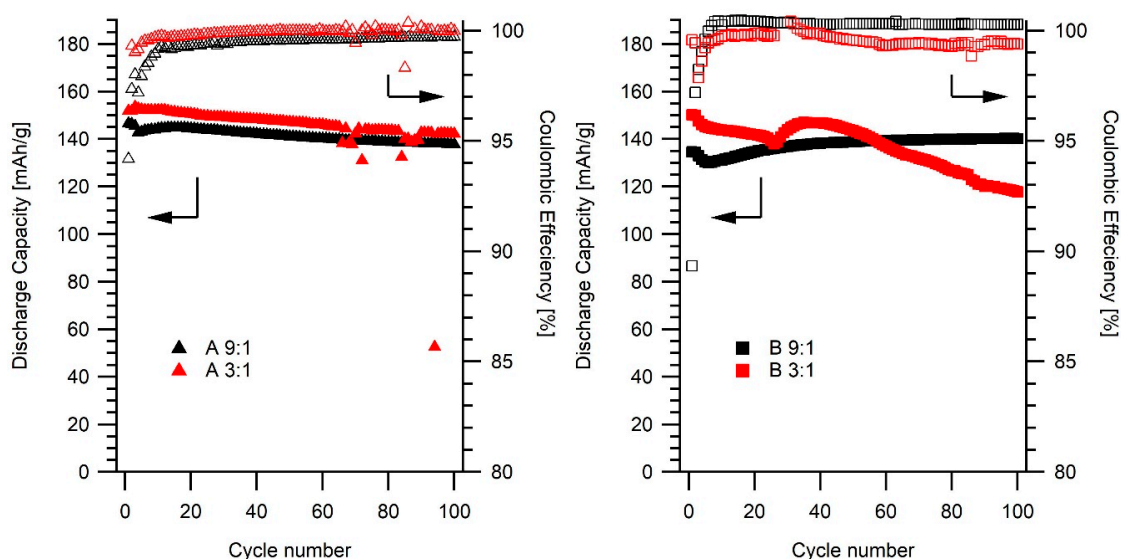 Discharge Capacity [mAh/g]
180
160
140
120
100
80
60
40
20
0
A 9:1
A 3:1
100
95
90
85
80
Coulombic Effeciency [%]
0 20 40 60 80 100
Cycle number
Discharge Capacity [mAh/g]
180
160
140
120
100
80
60
40
20
0
B 9:1
B 3:1
100
95
90
85
80
Coulombic Effeciency [%]
0 20 40 60 80 100
Cycle number